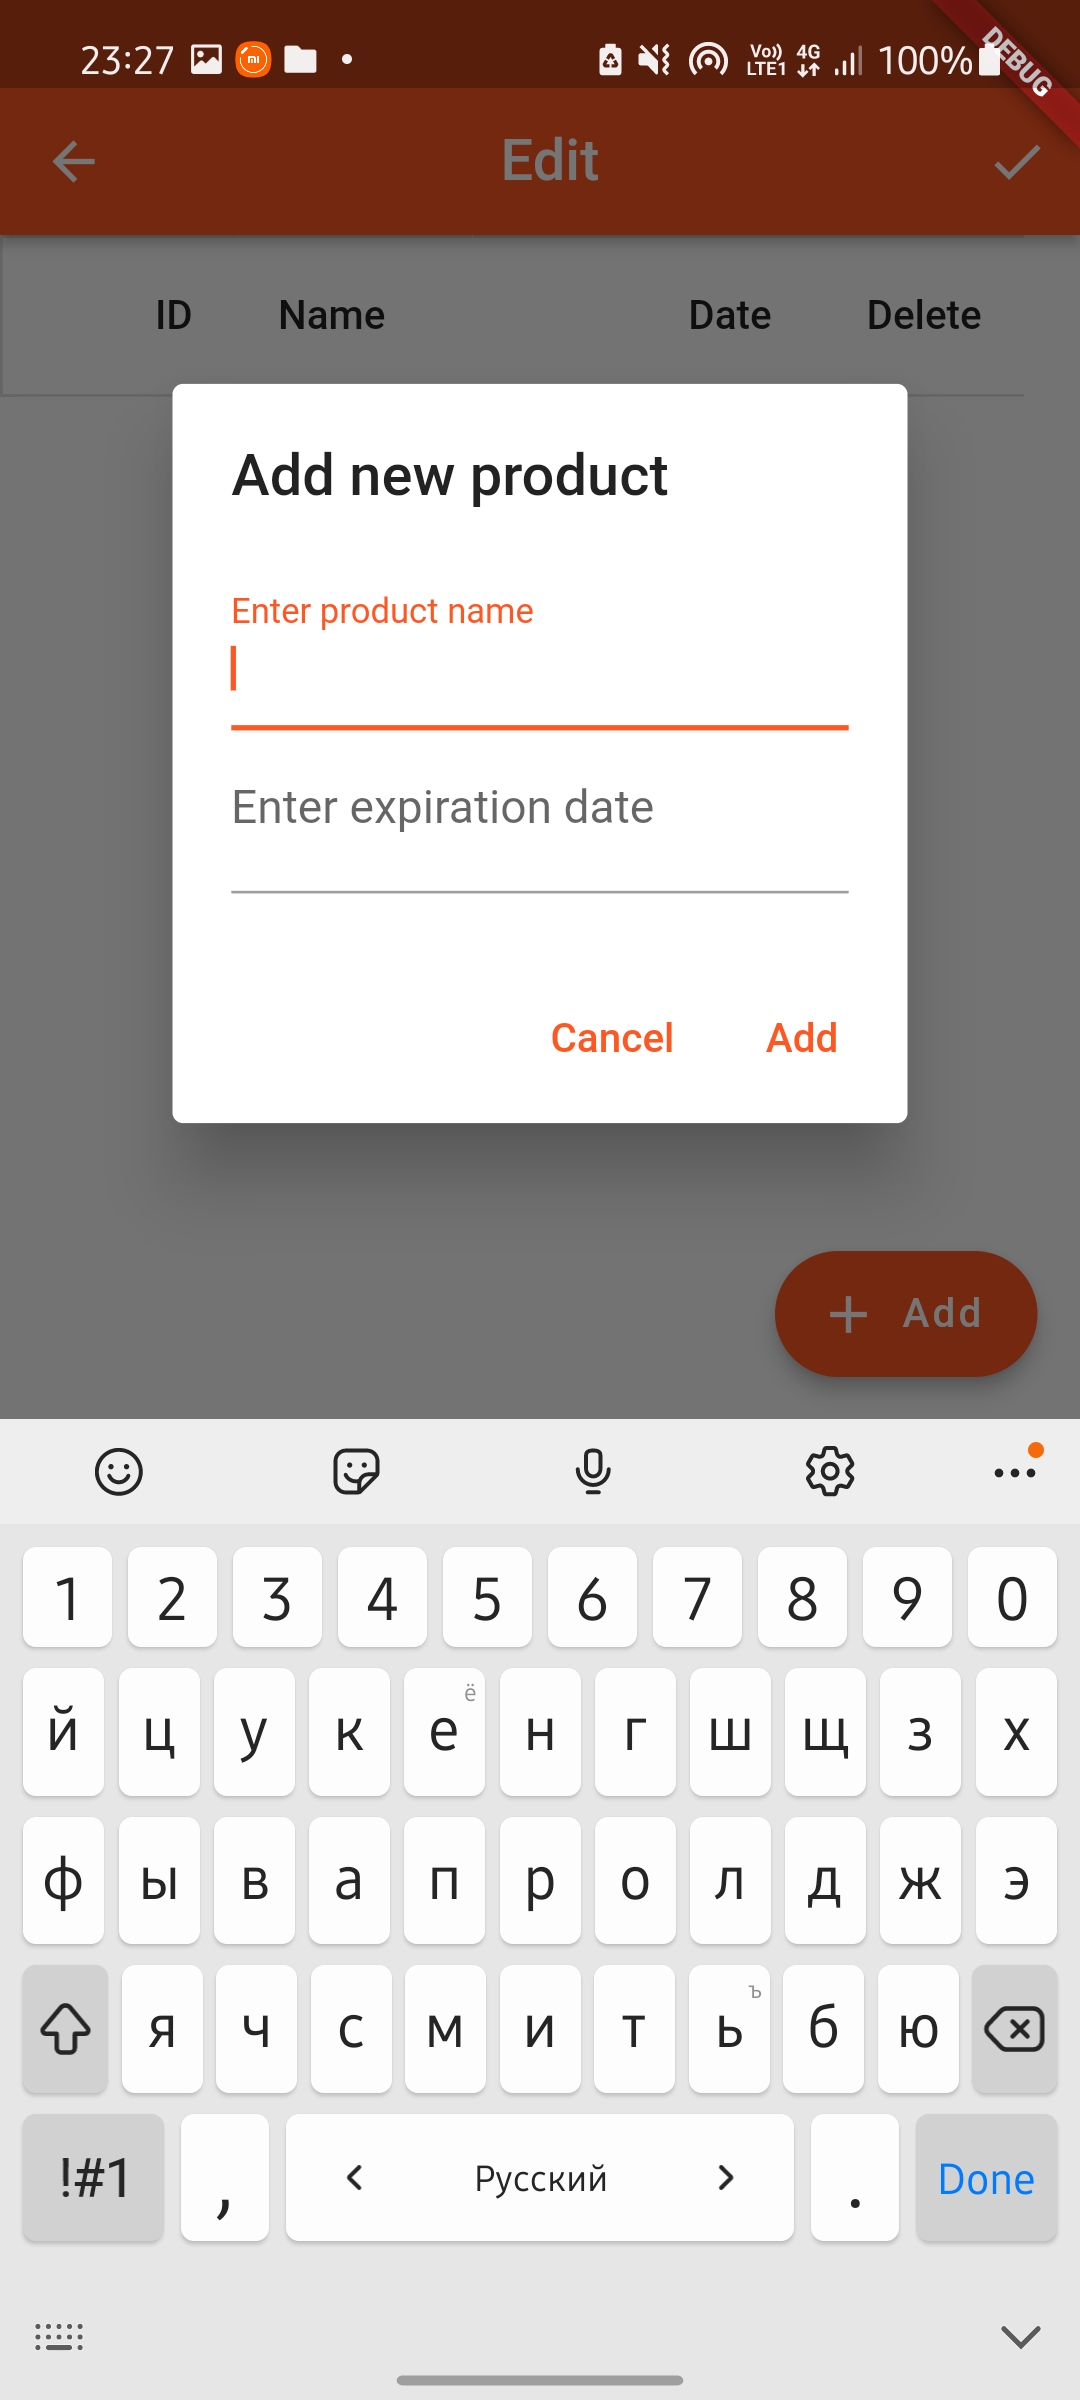 23:27 Vo)) LTE1 4G 100%
DEBUG
Edit
ID Name Date Delete
Add new product
Enter product name
Enter expiration date
Cancel Add
Add
1 2 3 4 5 6 7 8 9 0
й ц у к е ё н г ш щ з х
ф ы в а п р о л д ж э
я ч с м и т ь ъ б ю
!#1 , < Русский > . Done